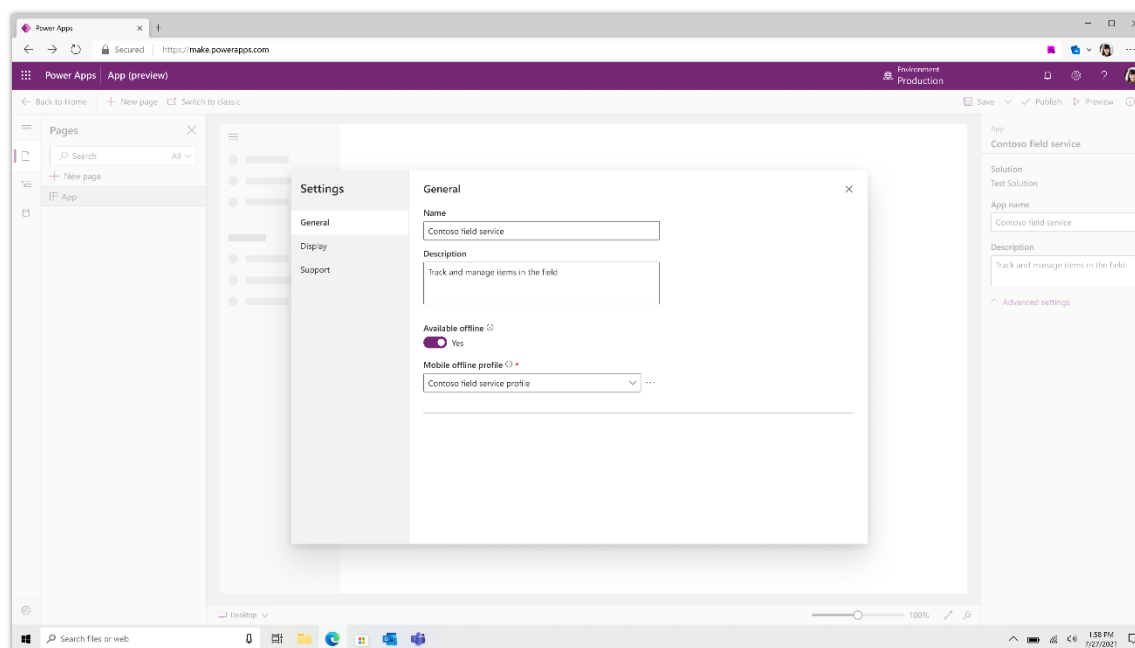 Power Apps
Secured https://make.powerapps.com
Power Apps App (preview)
Environment
Production
Back to Home New page Switch to classic
Save Publish Preview
Pages
Search All
New page
App
Settings
General
Display
Support
General
Name
Contoso field service
Description
Track and manage items in the field
Available offline
Yes
Mobile offline profile *
Contoso field service profile
App
Contoso field service
Solution
Test Solution
App name
Contoso field service
Description
Track and manage items in the field
Advanced settings
Desktop
100%
Search files or web
1:58 PM
7/27/2021